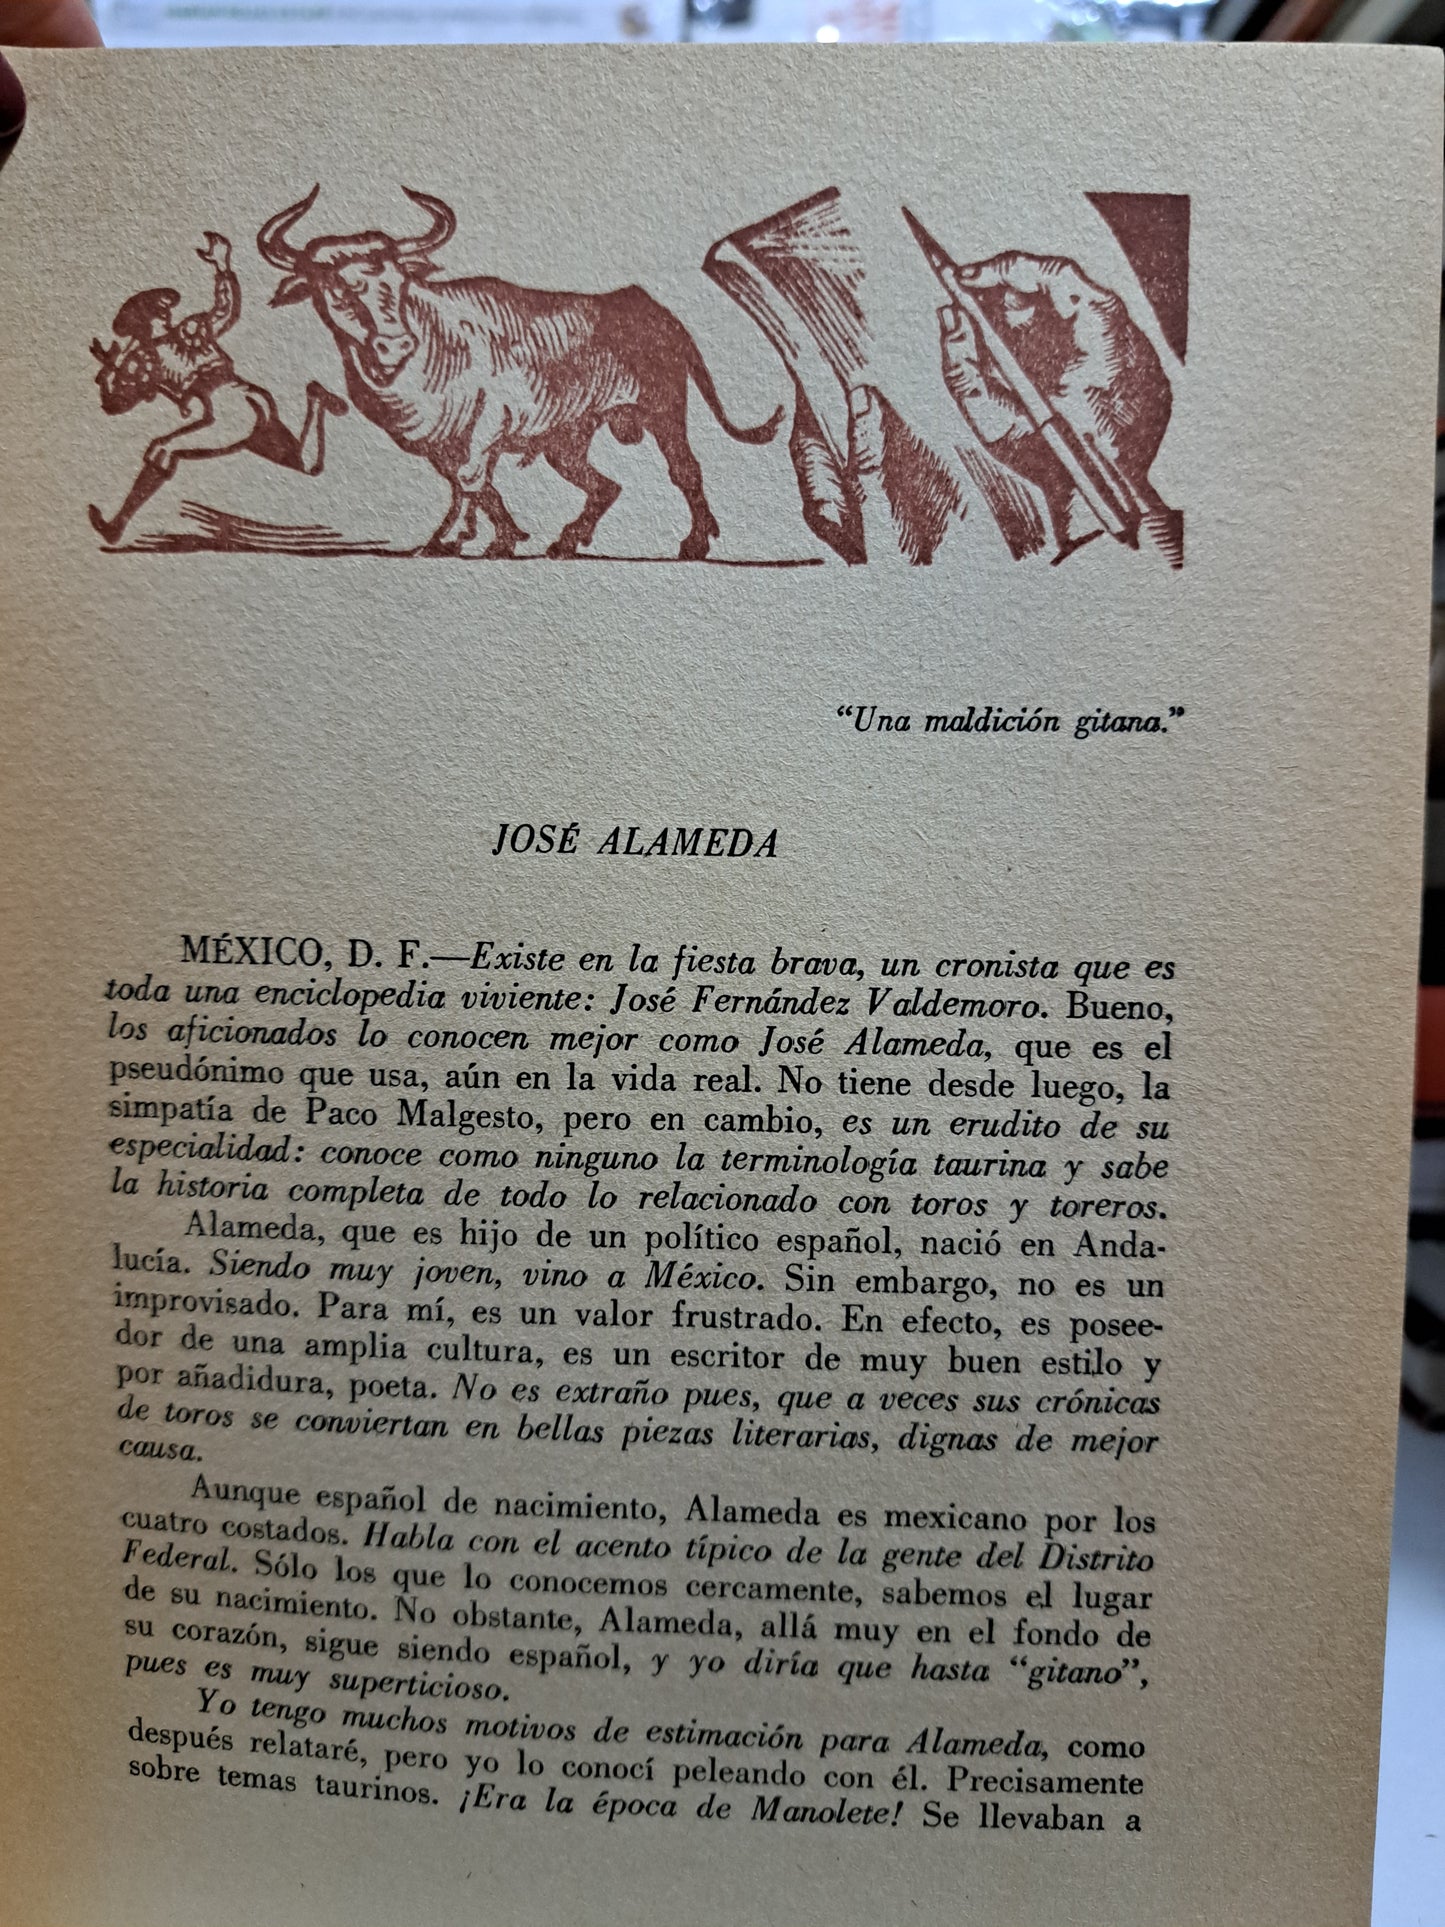 “Una maldición gitana.”
JOSÉ ALAMEDA
MÉXICO, D. F.—Existe en la fiesta brava, un cronista que es
toda una enciclopedia viviente: José Fernández Valdemoro. Bueno,
los aficionados lo conocen mejor como José Alameda, que es el
pseudónimo que usa, aún en la vida real. No tiene desde luego, la
simpatía de Paco Malgesto, pero en cambio, es un erudito de su
especialidad: conoce como ninguno la terminología taurina y sabe
la historia completa de todo lo relacionado con toros y toreros.
Alameda, que es hijo de un político español, nació en Anda-
lucía. Siendo muy joven, vino a México. Sin embargo, no es un
improvisado. Para mí, es un valor frustrado. En efecto, es posee-
dor de una amplia cultura, es un escritor de muy buen estilo y
por añadidura, poeta. No es extraño pues, que a veces sus crónicas
de toros se conviertan en bellas piezas literarias, dignas de mejor
causa.
Aunque español de nacimiento, Alameda es mexicano por los
cuatro costados. Habla con el acento típico de la gente del Distrito
Federal. Sólo los que lo conocemos cercamente, sabemos el lugar
de su nacimiento. No obstante, Alameda, allá muy en el fondo de
su corazón, sigue siendo español, y yo diría que hasta “gitano”,
pues es muy superticioso.
Yo tengo muchos motivos de estimación para Alameda, como
después relataré, pero yo lo conocí peleando con él. Precisamente
sobre temas taurinos. ¡Era la época de Manolete! Se llevaban a